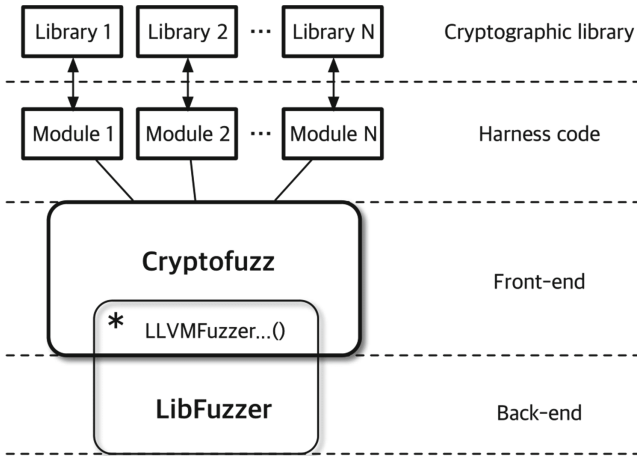 Library 1 Library 2 ··· Library N Cryptographic library
Module 1 Module 2 ··· Module N Harness code
Cryptofuzz
Front-end
* LLVMFuzzer...()
LibFuzzer
Back-end